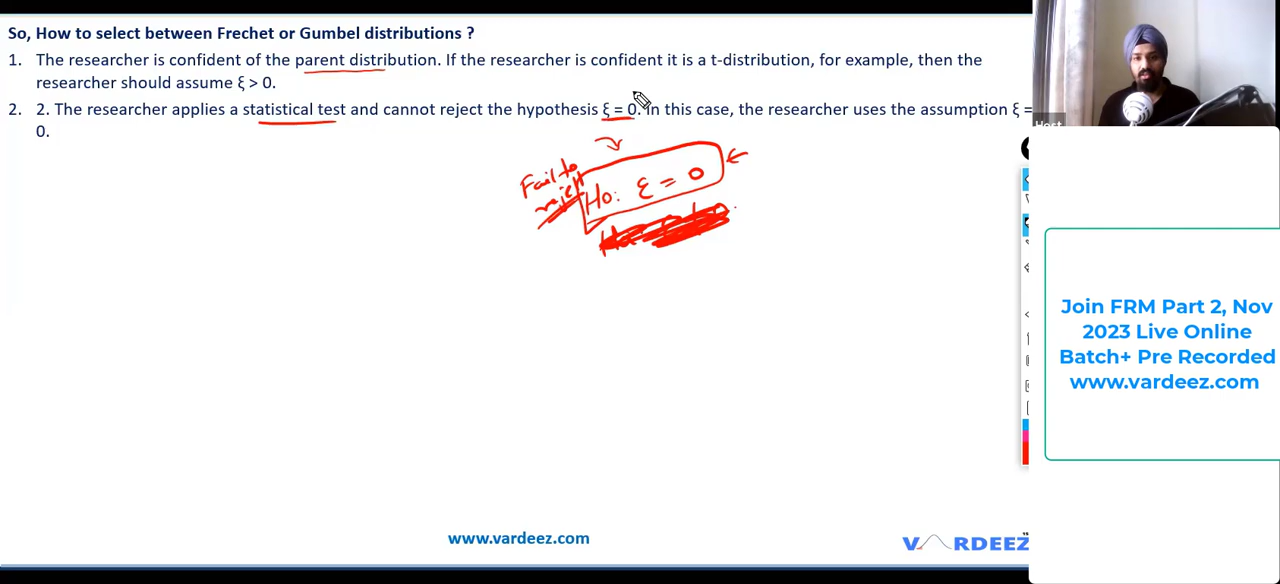 So, How to select between Frechet or Gumbel distributions ?
1. The researcher is confident of the parent distribution. If the researcher is confident it is a t-distribution, for example, then the
researcher should assume ξ > 0.
2. 2. The researcher applies a statistical test and cannot reject the hypothesis ξ = 0. In this case, the researcher uses the assumption ξ =
0.
Host
Fail to
reject
Ho: ξ = 0
Join FRM Part 2, Nov
2023 Live Online
Batch+ Pre Recorded
www.vardeez.com
www.vardeez.com
VARDEEZ